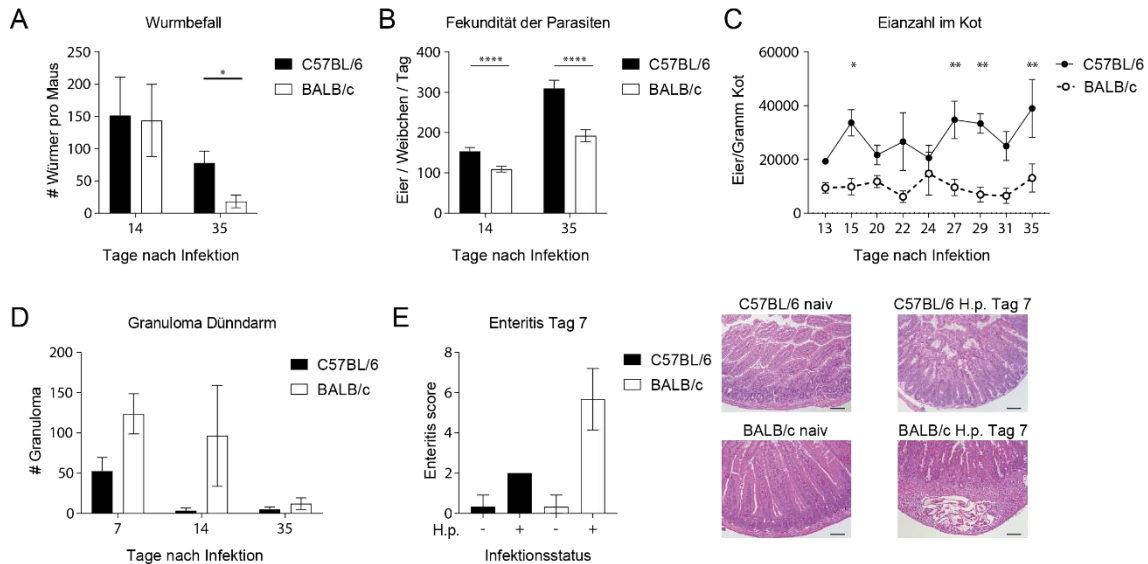 A
Wurmbefall
# Würmer pro Maus
250
200
150
100
50
0
*
14
35
Tage nach Infektion
C57BL/6
BALB/c
B
Fekundität der Parasiten
Eier / Weibchen / Tag
400
300
200
100
0
****
****
14
35
Tage nach Infektion
C57BL/6
BALB/c
C
Eianzahl im Kot
Eier/Gramm Kot
60000
40000
20000
0
*
**
**
**
13 15 20 22 24 27 29 31 35
Tage nach Infektion
C57BL/6
BALB/c
D
Granuloma Dünndarm
# Granuloma
200
150
100
50
0
7
14
35
Tage nach Infektion
C57BL/6
BALB/c
E
Enteritis Tag 7
Enteritis score
8
6
4
2
0
H.p. - + - +
Infektionsstatus
C57BL/6
BALB/c
C57BL/6 naiv
C57BL/6 H.p. Tag 7
BALB/c naiv
BALB/c H.p. Tag 7